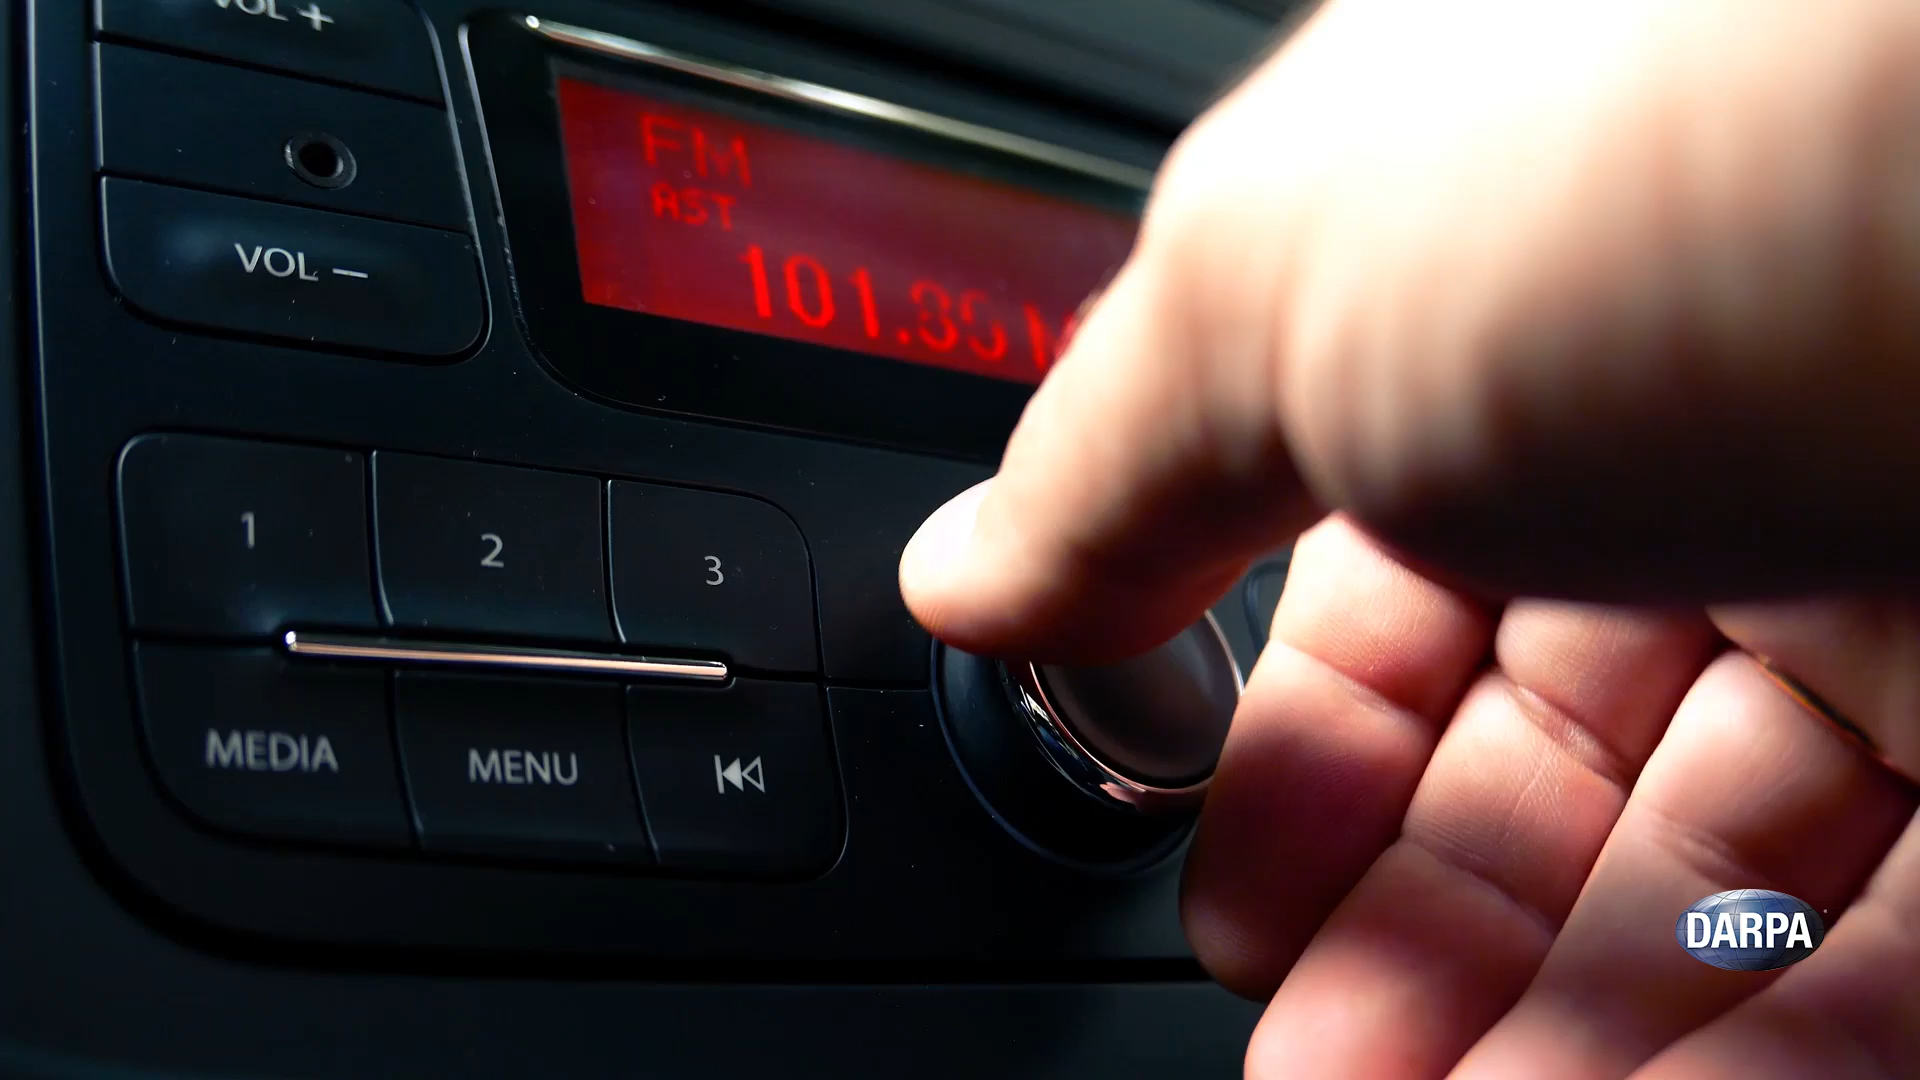 VOL +
FM
AST
VOL –
1
2
3
MEDIA
MENU
DARPA